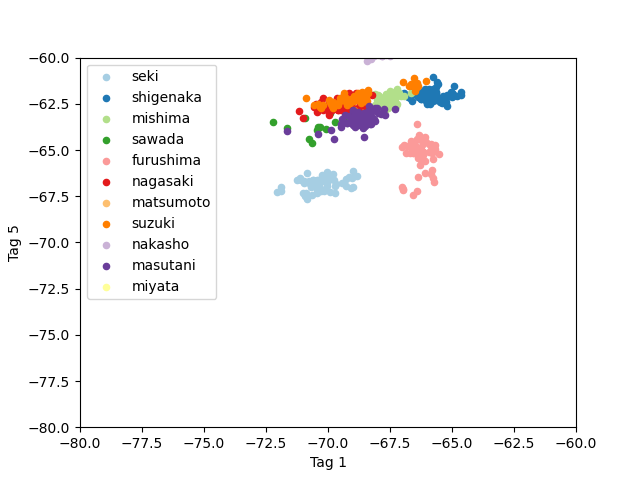 −60.0
−62.5
−65.0
−67.5
−70.0
−72.5
−75.0
−77.5
−80.0
Tag 5
seki
shigenaka
mishima
sawada
furushima
nagasaki
matsumoto
suzuki
nakasho
masutani
miyata
−80.0 −77.5 −75.0 −72.5 −70.0 −67.5 −65.0 −62.5 −60.0
Tag 1